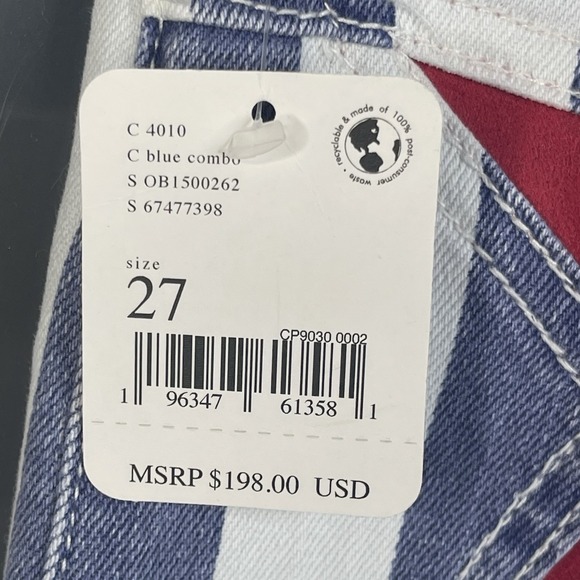 C 4010
C blue combo
S OB1500262
S 67477398
recyclable & made of 100% post-consumer waste
size
27
CP9030 0002
1 96347 61358 1
MSRP $198.00 USD